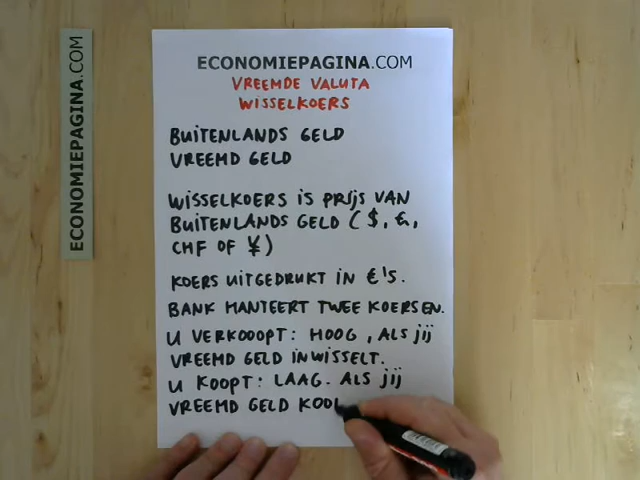 ECONOMIEPAGINA.COM
ECONOMIEPAGINA.COM
VREEMDE VALUTA
WISSELKOERS
BUITENLANDS GELD
VREEMD GELD
WISSELKOERS IS PRIJS VAN
BUITENLANDS GELD ( $, £,
CHF OF ¥)
KOERS UITGEDRUKT IN €'S.
BANK HANTEERT TWEE KOERSEN.
U VERKOOOPT: HOOG, ALS JIJ
VREEMD GELD INWISSELT.
U KOOPT: LAAG. ALS JIJ
VREEMD GELD KOO